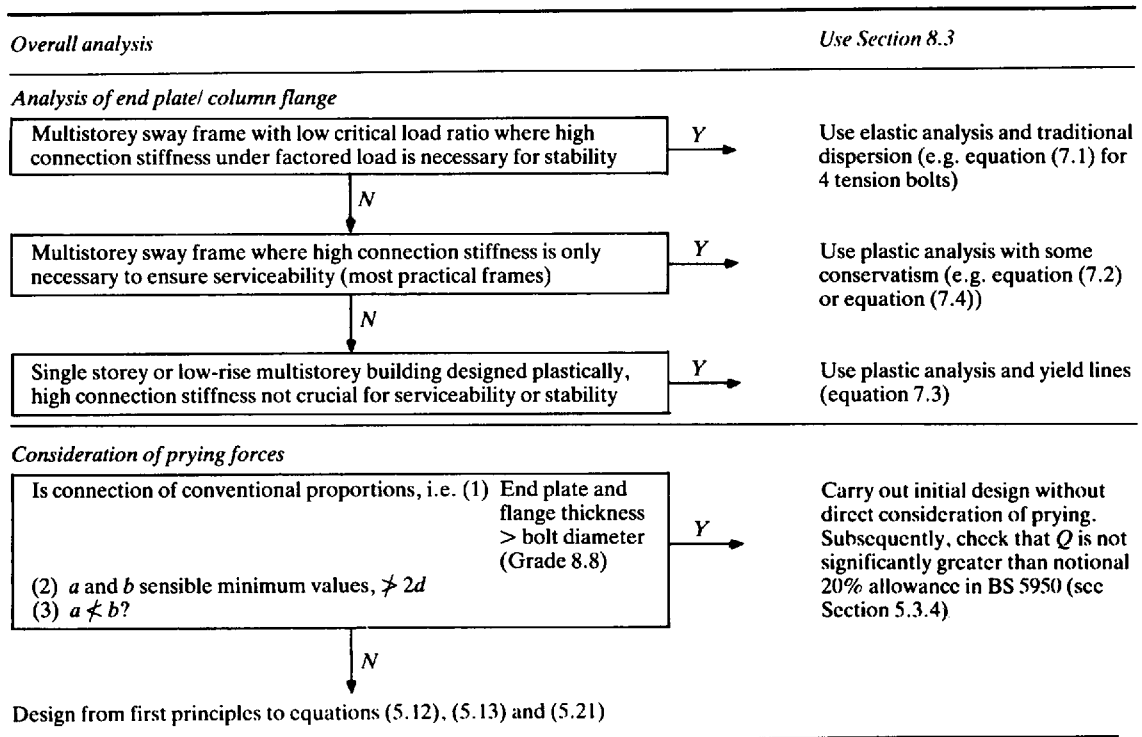 Overall analysis
Use Section 8.3
Analysis of end plate/ column flange
Multistorey sway frame with low critical load ratio where high
connection stiffness under factored load is necessary for stability
Y
Use elastic analysis and traditional
dispersion (e.g. equation (7.1) for
4 tension bolts)
N
Multistorey sway frame where high connection stiffness is only
necessary to ensure serviceability (most practical frames)
Y
Use plastic analysis with some
conservatism (e.g. equation (7.2)
or equation (7.4))
N
Single storey or low-rise multistorey building designed plastically,
high connection stiffness not crucial for serviceability or stability
Y
Use plastic analysis and yield lines
(equation 7.3)
Consideration of prying forces
Is connection of conventional proportions, i.e. (1) End plate and
flange thickness
> bolt diameter
(Grade 8.8)
(2) a and b sensible minimum values, ≯ 2d
(3) a ≮ b?
Y
Carry out initial design without
direct consideration of prying.
Subsequently, check that Q is not
significantly greater than notional
20% allowance in BS 5950 (see
Section 5.3.4)
N
Design from first principles to equations (5.12), (5.13) and (5.21)